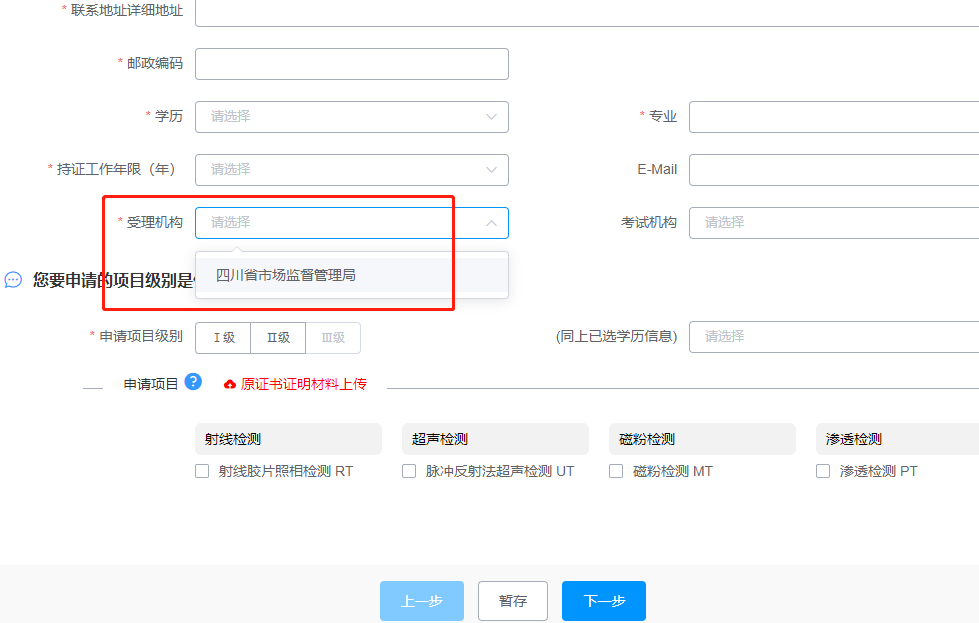 * 联系地址详细地址
* 邮政编码
* 学历 请选择 * 专业
* 持证工作年限（年） 请选择 E-Mail
* 受理机构 请选择 考试机构 请选择
四川省市场监督管理局
您要申请的项目级别是
* 申请项目级别 Ⅰ级 Ⅱ级 Ⅲ级 (同上已选学历信息) 请选择
申请项目 ? 原证书证明材料上传
射线检测 超声检测 磁粉检测 渗透检测
射线胶片照相检测 RT 脉冲反射法超声检测 UT 磁粉检测 MT 渗透检测 PT
上一步 暂存 下一步